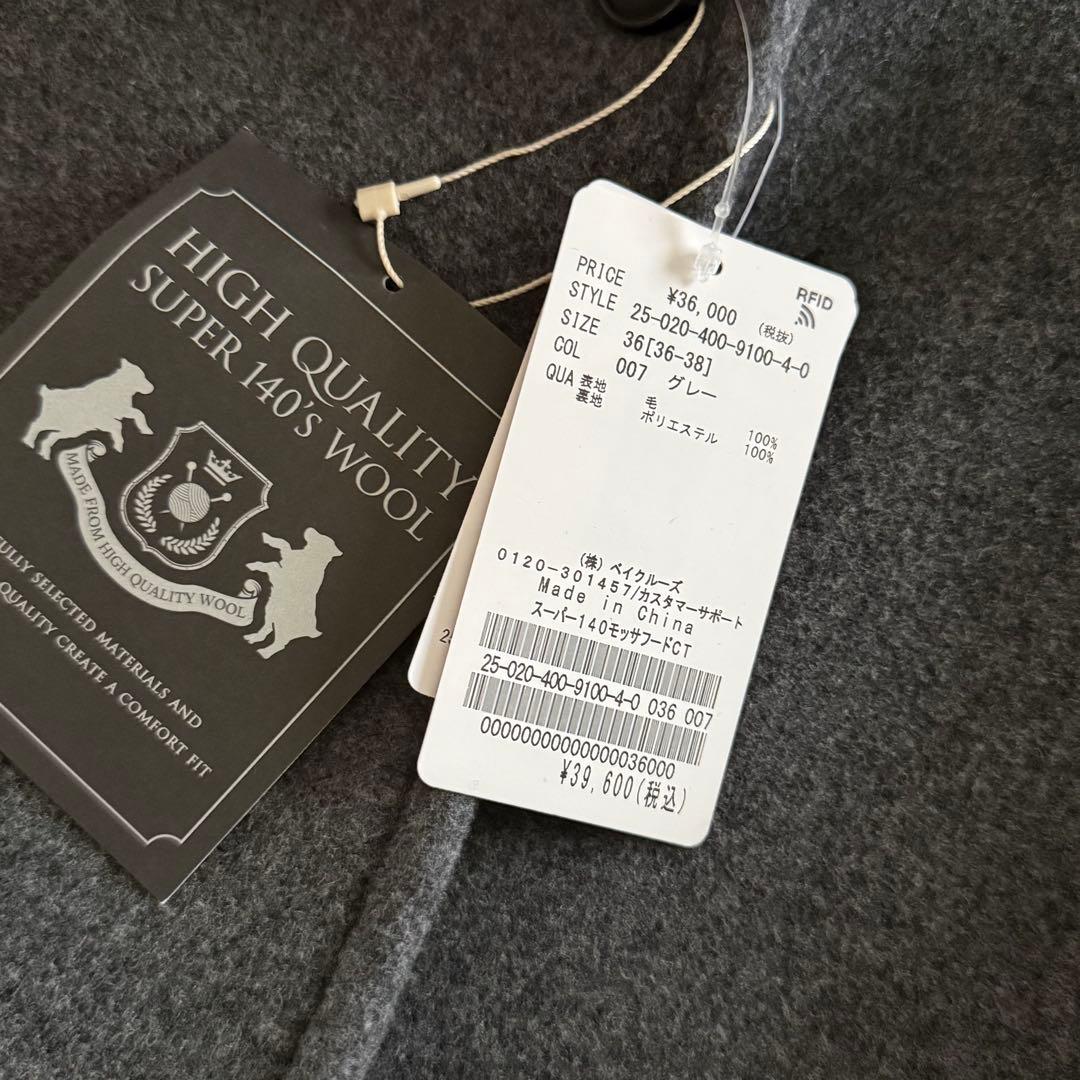 HIGH QUALITY
SUPER 140'S WOOL
MADE FROM HIGH QUALITY WOOL
FULLY SELECTED MATERIALS AND
QUALITY CREATE A COMFORT FIT
RFID
PRICE ¥36,000 (税抜)
STYLE 25-020-400-9100-4-0
SIZE 36[36-38]
COL 007 グレー
QUA 表地 毛 100%
裏地 ポリエステル 100%
(株) ベイクルーズ
0120-301457/カスタマーサポート
Made in China
スーパー140モッサフードCT
25-020-400-9100-4-0 036 007
¥39,600(税込)